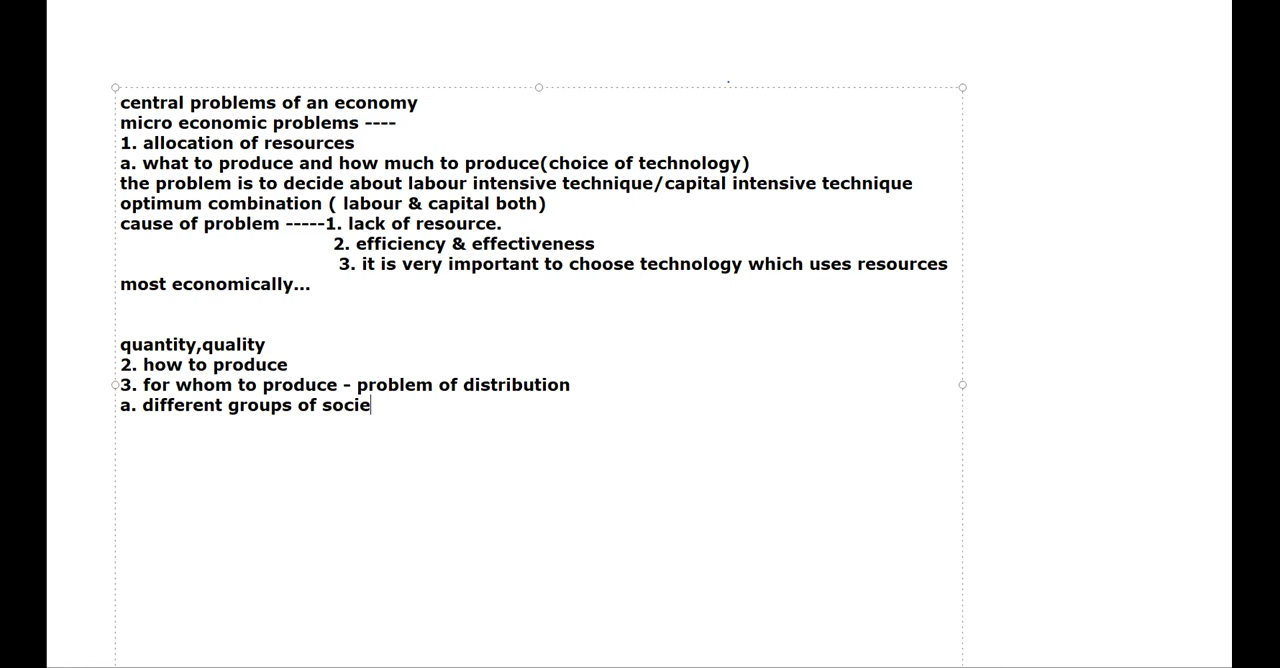 central problems of an economy
micro economic problems ----
1. allocation of resources
a. what to produce and how much to produce(choice of technology)
the problem is to decide about labour intensive technique/capital intensive technique
optimum combination ( labour & capital both)
cause of problem -----1. lack of resource.
2. efficiency & effectiveness
3. it is very important to choose technology which uses resources
most economically...
quantity,quality
2. how to produce
3. for whom to produce - problem of distribution
a. different groups of socie